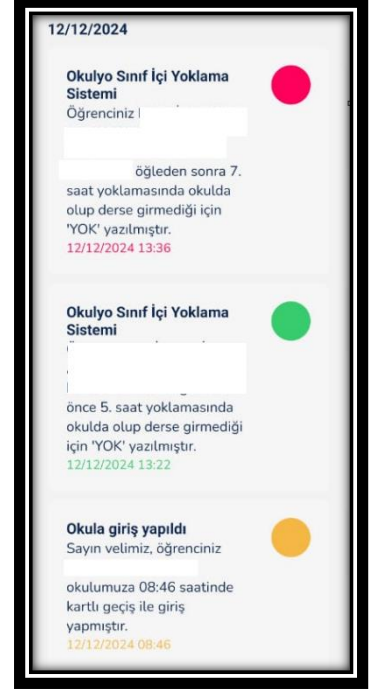 12/12/2024
Okulyo Sınıf İçi Yoklama
Sistemi
Öğrenciniz
öğleden sonra 7.
saat yoklamasında okulda
olup derse girmediği için
'YOK' yazılmıştır.
12/12/2024 13:36
Okulyo Sınıf İçi Yoklama
Sistemi
önce 5. saat yoklamasında
okulda olup derse girmediği
için 'YOK' yazılmıştır.
12/12/2024 13:22
Okula giriş yapıldı
Sayın velimiz, öğrenciniz
okulumuza 08:46 saatinde
kartlı geçiş ile giriş
yapmıştır.
12/12/2024 08:46